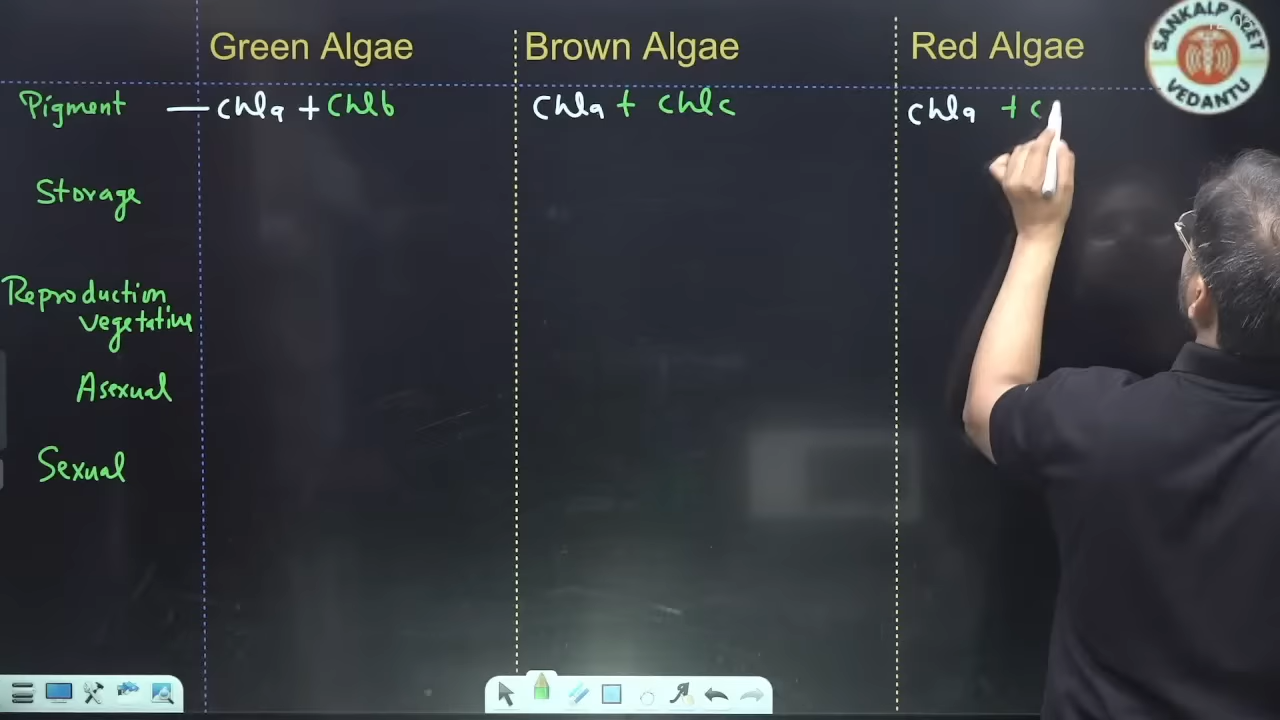 Green Algae Brown Algae Red Algae
SANKALP NEET
VEDANTU
Pigment — Chla + Chlb Chla + Chlc Chla + C
Storage
Reproduction
vegetative
Asexual
Sexual